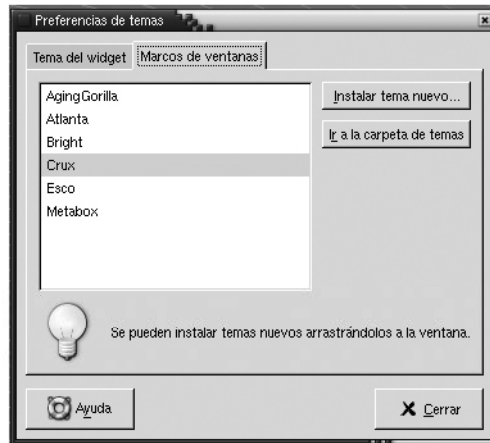 Preferencias de temas
Tema del widget
Marcos de ventanas
AgingGorilla
Atlanta
Bright
Crux
Esco
Metabox
Instalar tema nuevo...
Ir a la carpeta de temas
Se pueden instalar temas nuevos arrastrándolos a la ventana.
Ayuda
Cerrar